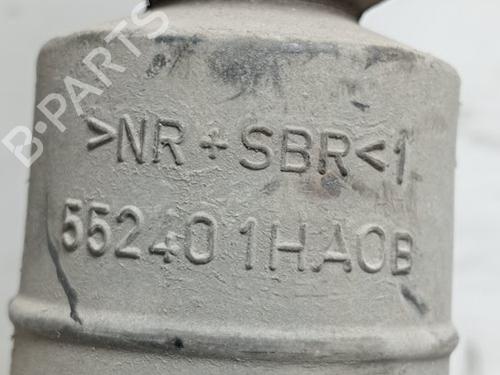 B-PARTS
>NR + SBR<1
55240 1HA0B